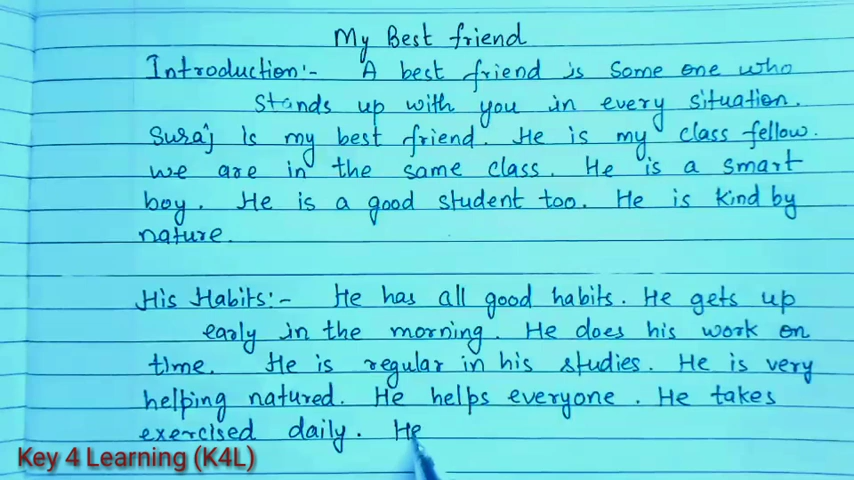 My Best friend
Introduction:- A best friend is some one who
stands up with you in every situation.
Suraj Is my best friend. He is my class fellow.
we are in the same class. He is a smart
boy. He is a good student too. He is kind by
nature.
His Habits:- He has all good habits. He gets up
early in the morning. He does his work on
time. He is regular in his studies. He is very
helping natured. He helps everyone. He takes
exercised daily. He
Key 4 Learning (K4L)